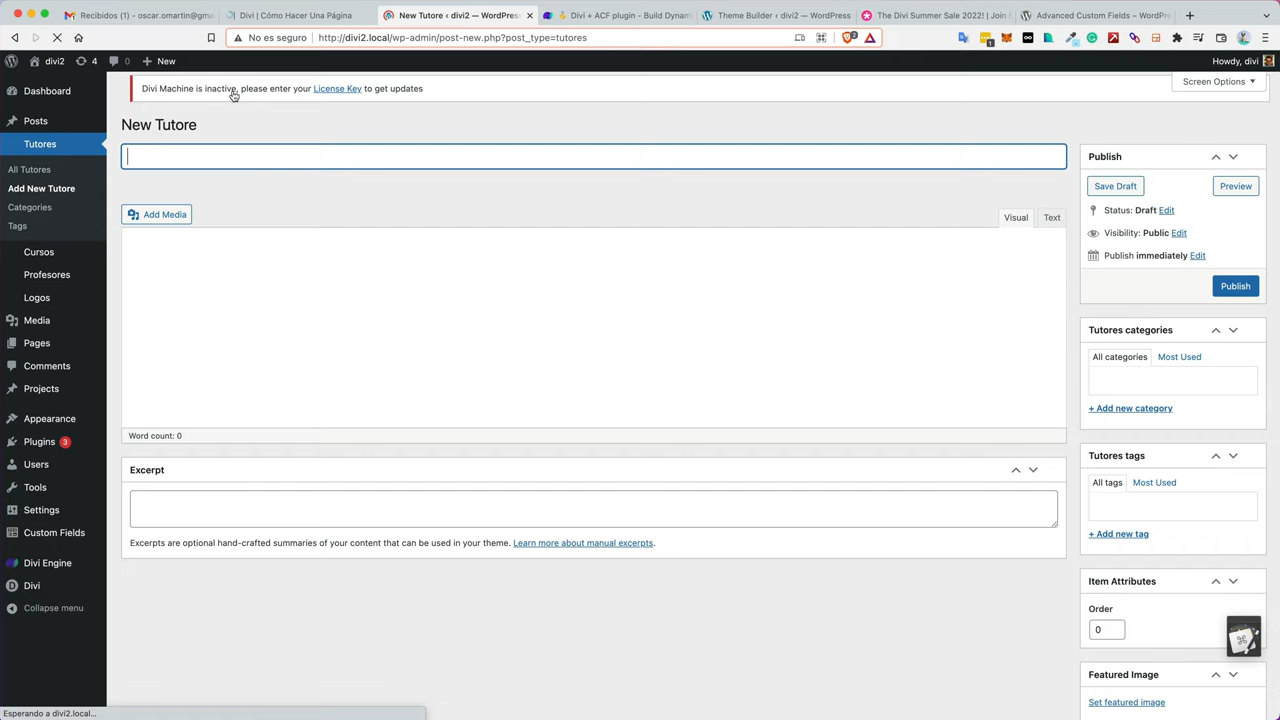 Recibidos (1) - oscar.omartin@gma
Divi | Cómo Hacer Una Página
New Tutore ‹ divi2 — WordPress
Divi + ACF plugin - Build Dynam
Theme Builder ‹ divi2 — WordPress
The Divi Summer Sale 2022! | Join
Advanced Custom Fields – WordPre
No es seguro
http://divi2.local/wp-admin/post-new.php?post_type=tutores
divi2
4
0
New
Howdy, divi
Divi Machine is inactive, please enter your License Key to get updates
Screen Options
Dashboard
Posts
Tutores
All Tutores
Add New Tutore
Categories
Tags
Cursos
Profesores
Logos
Media
Pages
Comments
Projects
Appearance
Plugins 3
Users
Tools
Settings
Custom Fields
Divi Engine
Divi
Collapse menu
New Tutore
Add Media
Visual
Text
Word count: 0
Excerpt
Excerpts are optional hand-crafted summaries of your content that can be used in your theme. Learn more about manual excerpts.
Publish
Save Draft
Preview
Status: Draft Edit
Visibility: Public Edit
Publish immediately Edit
Publish
Tutores categories
All categories
Most Used
+ Add new category
Tutores tags
All tags
Most Used
+ Add new tag
Item Attributes
Order
0
Featured Image
Set featured image
Esperando a divi2.local...